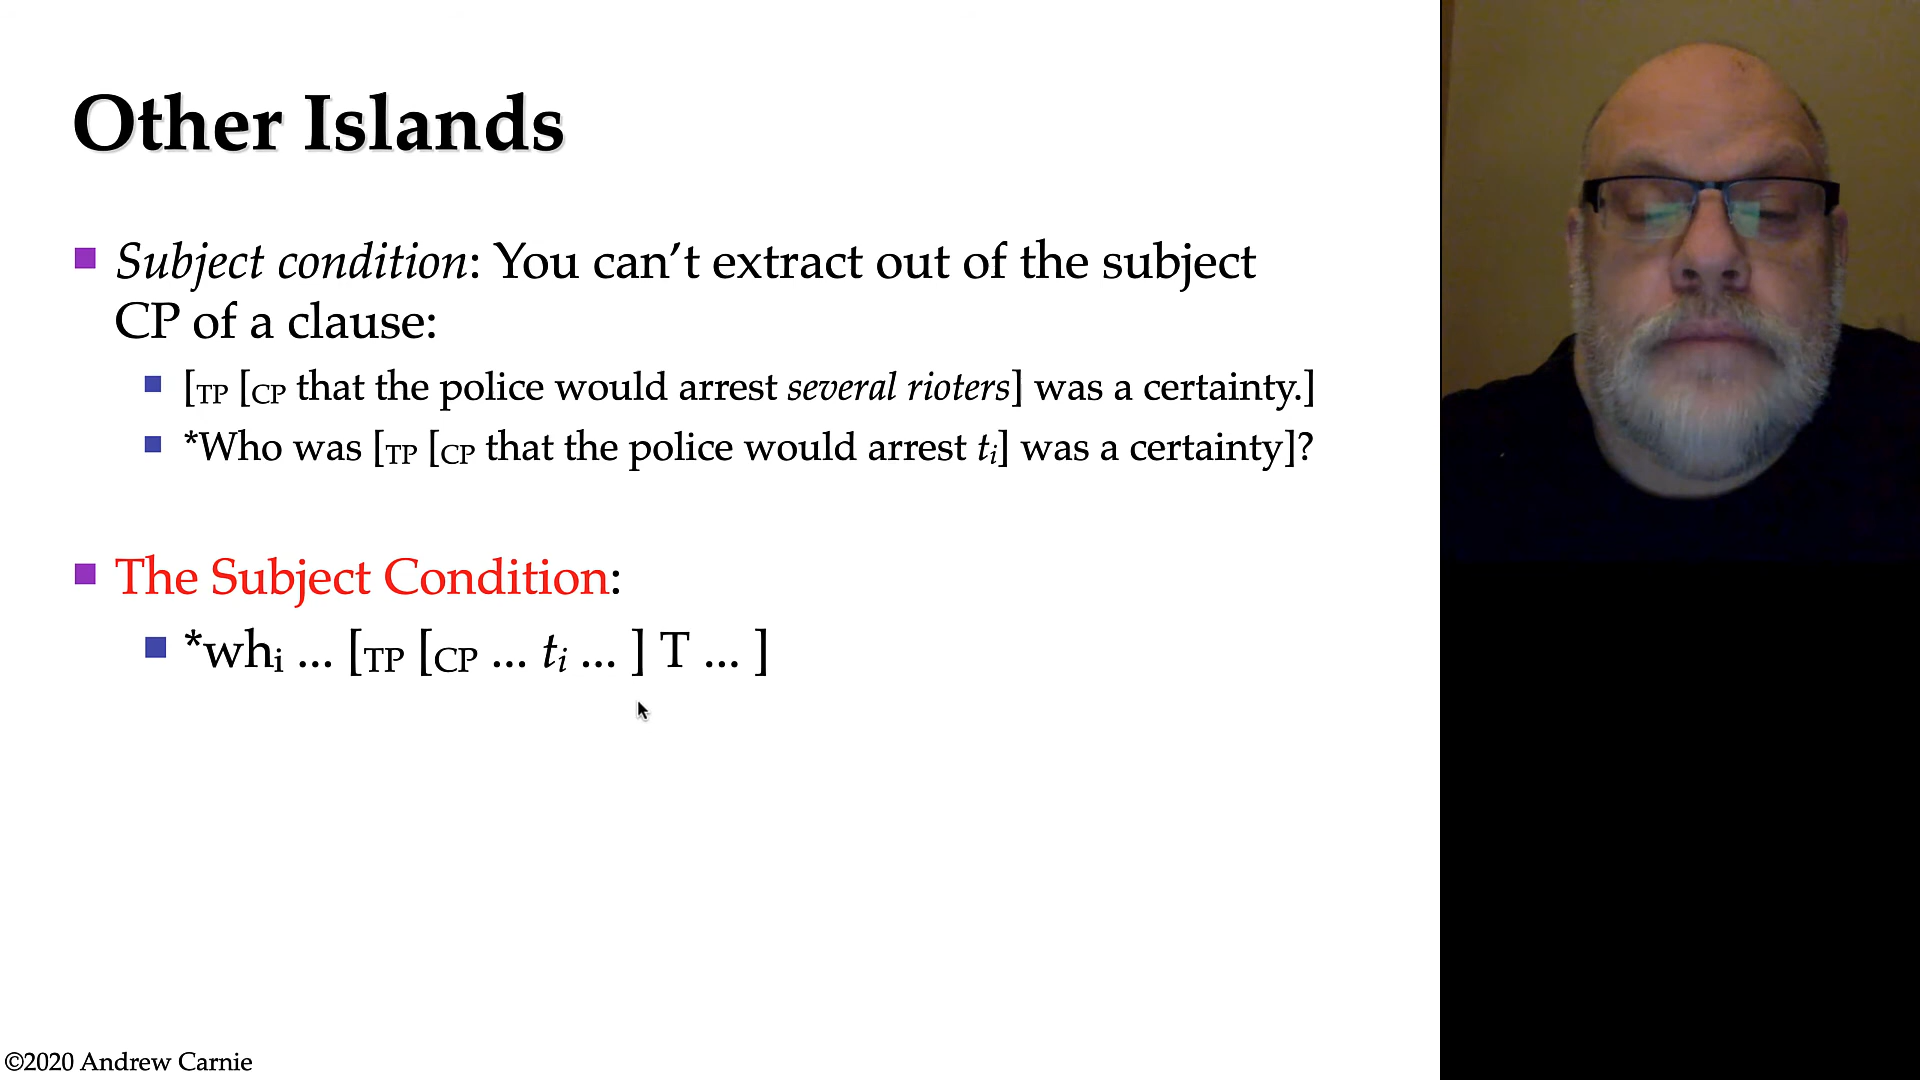 Other Islands
Subject condition: You can’t extract out of the subject
CP of a clause:
[TP [CP that the police would arrest several rioters] was a certainty.]
*Who was [TP [CP that the police would arrest ti] was a certainty]?
The Subject Condition:
*whi ... [TP [CP ... ti ... ] T ... ]
©2020 Andrew Carnie